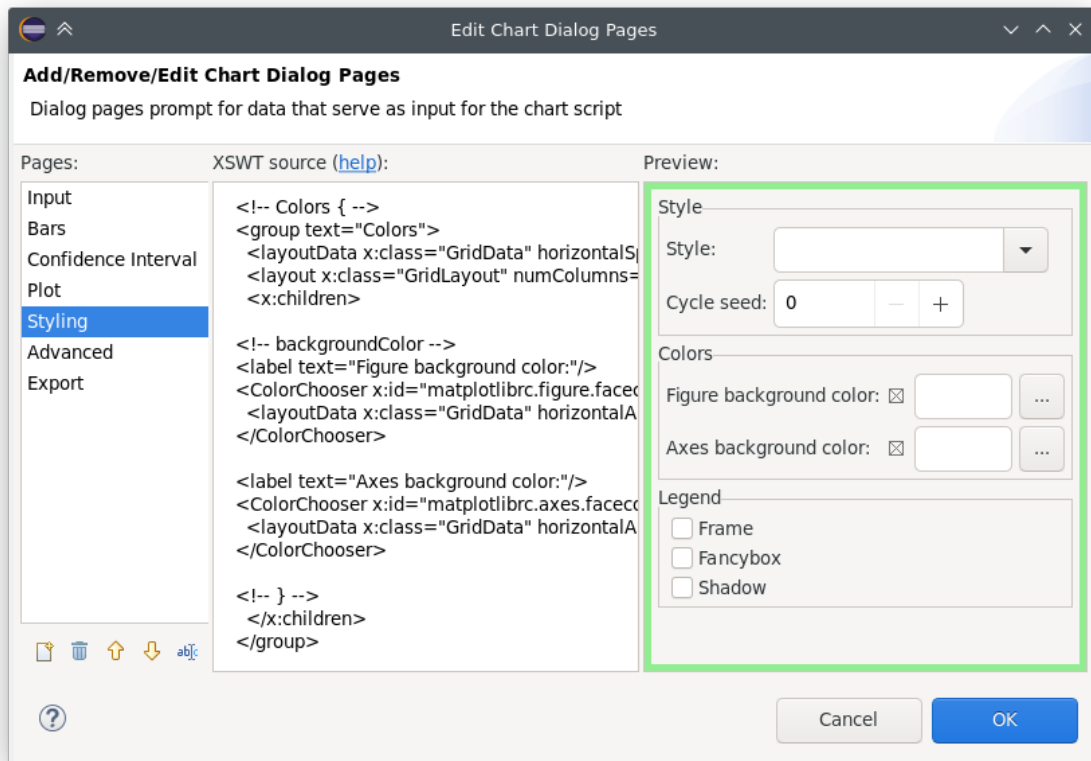 Edit Chart Dialog Pages
Add/Remove/Edit Chart Dialog Pages
Dialog pages prompt for data that serve as input for the chart script
Pages:
Input
Bars
Confidence Interval
Plot
Styling
Advanced
Export
XSWT source (help):
<!-- Colors { -->
<group text="Colors">
<layoutData x:class="GridData" horizontalSp
<layout x:class="GridLayout" numColumns=
<x:children>
<!-- backgroundColor -->
<label text="Figure background color:"/>
<ColorChooser x:id="matplotlibrc.figure.facec
<layoutData x:class="GridData" horizontalA
</ColorChooser>
<label text="Axes background color:"/>
<ColorChooser x:id="matplotlibrc.axes.faceco
<layoutData x:class="GridData" horizontalA
</ColorChooser>
<!-- } -->
</x:children>
</group>
Preview:
Style
Style:
Cycle seed: 0 — +
Colors
Figure background color: ...
Axes background color: ...
Legend
Frame
Fancybox
Shadow
Cancel
OK